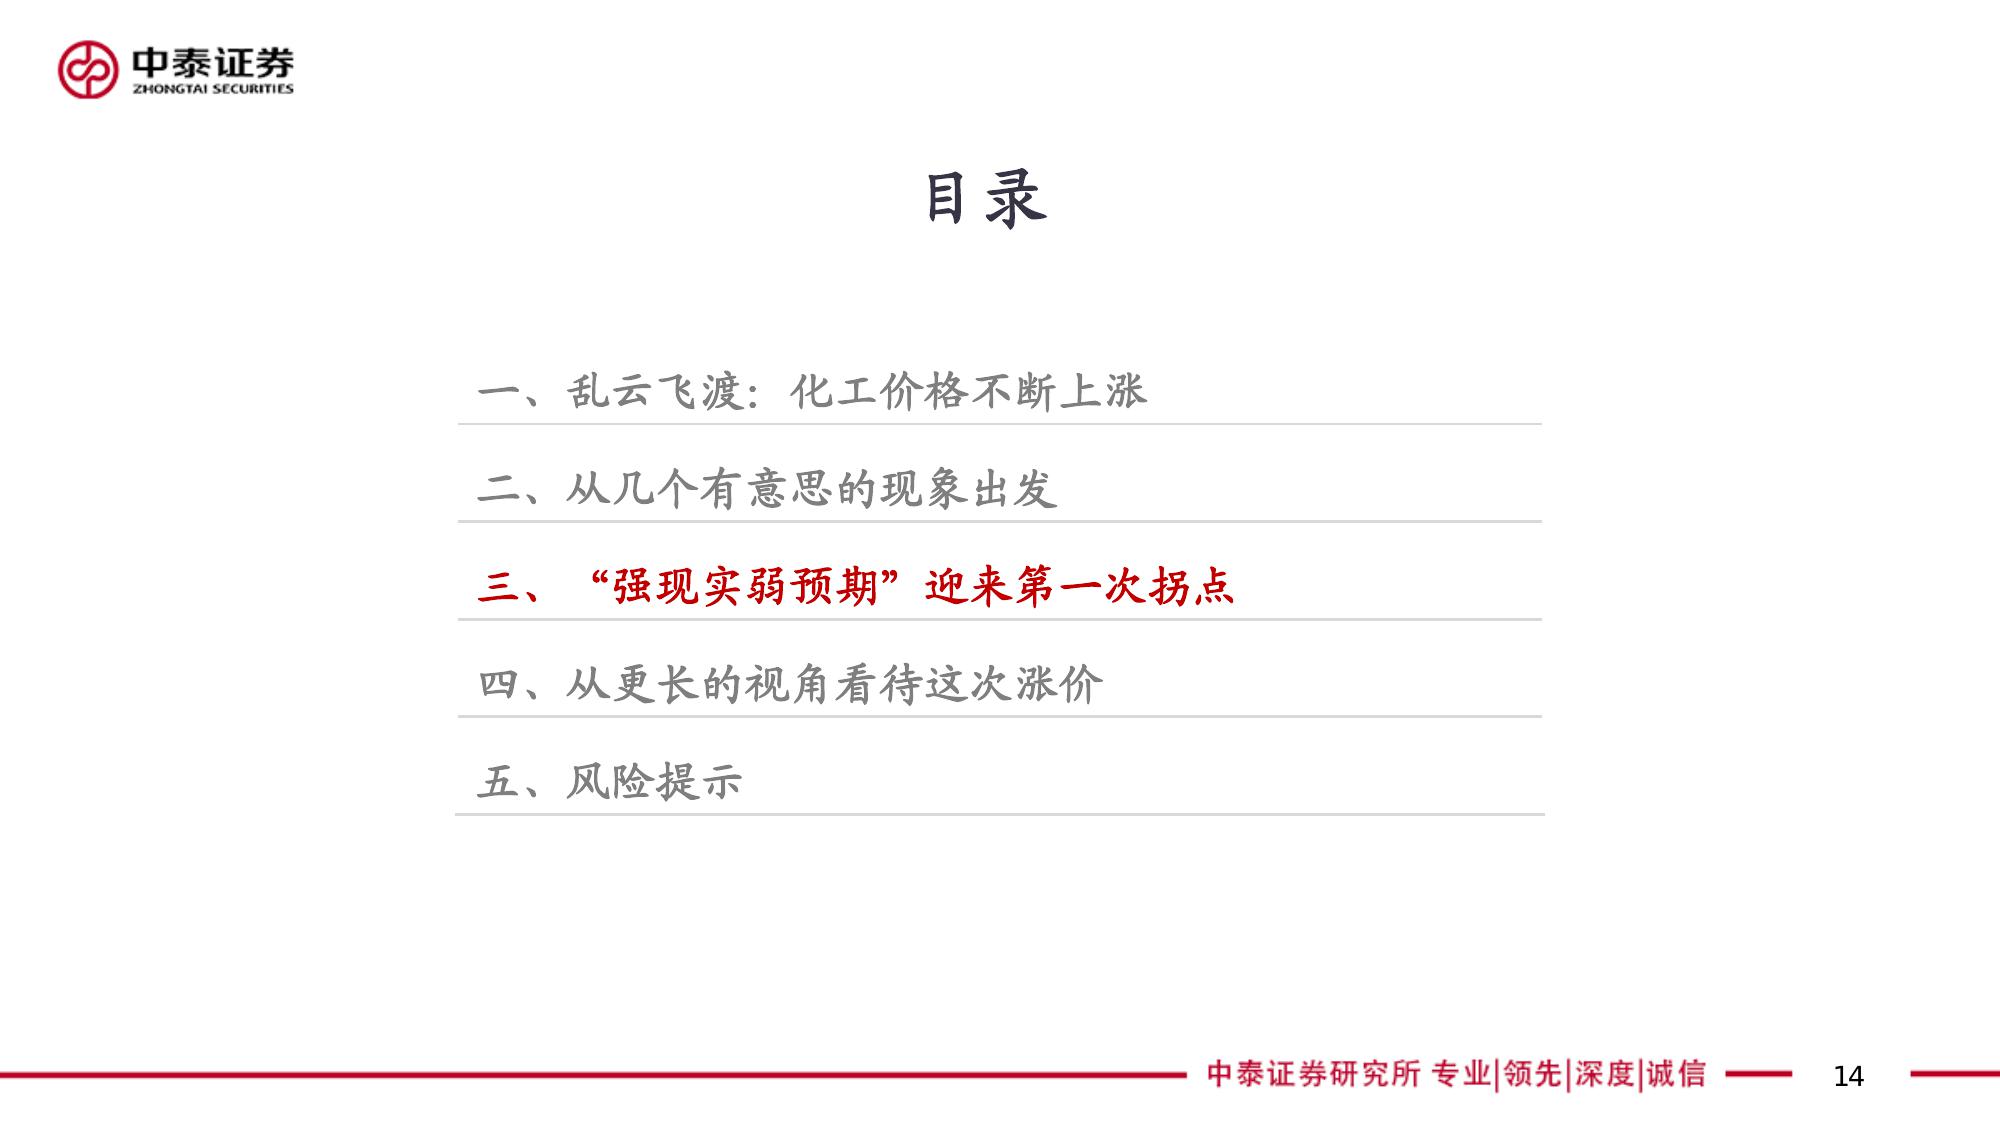 中泰证券
ZHONGTAI SECURITIES
目录
一、乱云飞渡：化工价格不断上涨
二、从几个有意思的现象出发
三、“强现实弱预期”迎来第一次拐点
四、从更长的视角看待这次涨价
五、风险提示
中泰证券研究所 专业|领先|深度|诚信
14